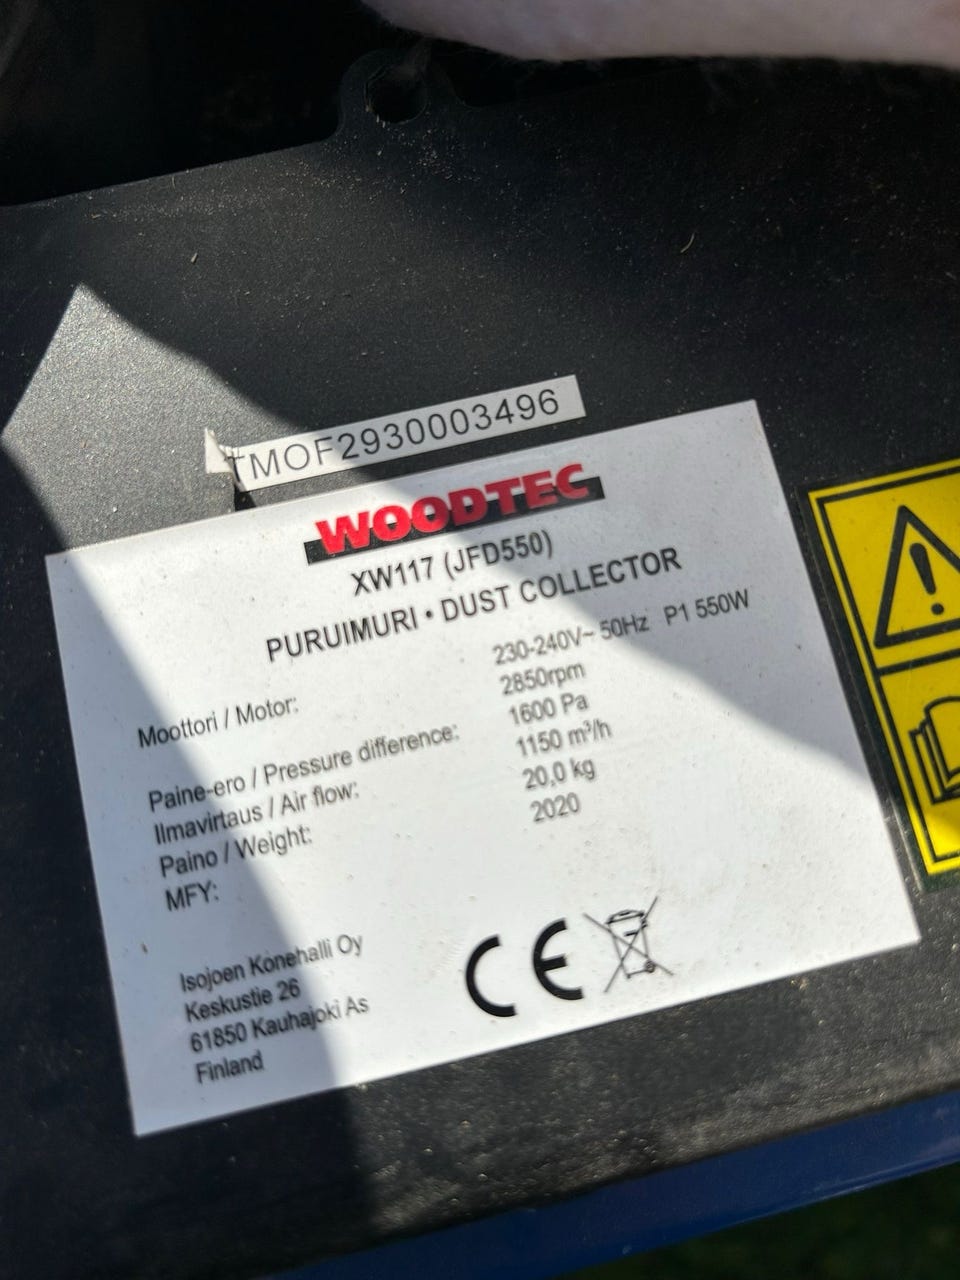 TMOF2930003496
WOODTEC
XW117 (JFD550)
PURUIMURI • DUST COLLECTOR
Moottori / Motor: 230-240V~ 50Hz P1 550W
2850rpm
Paine-ero / Pressure difference: 1600 Pa
Ilmavirtaus / Air flow: 1150 m³/h
Paino / Weight: 20,0 kg
MFY: 2020
Isojoen Konehalli Oy
Keskustie 26
61850 Kauhajoki As
Finland
CE